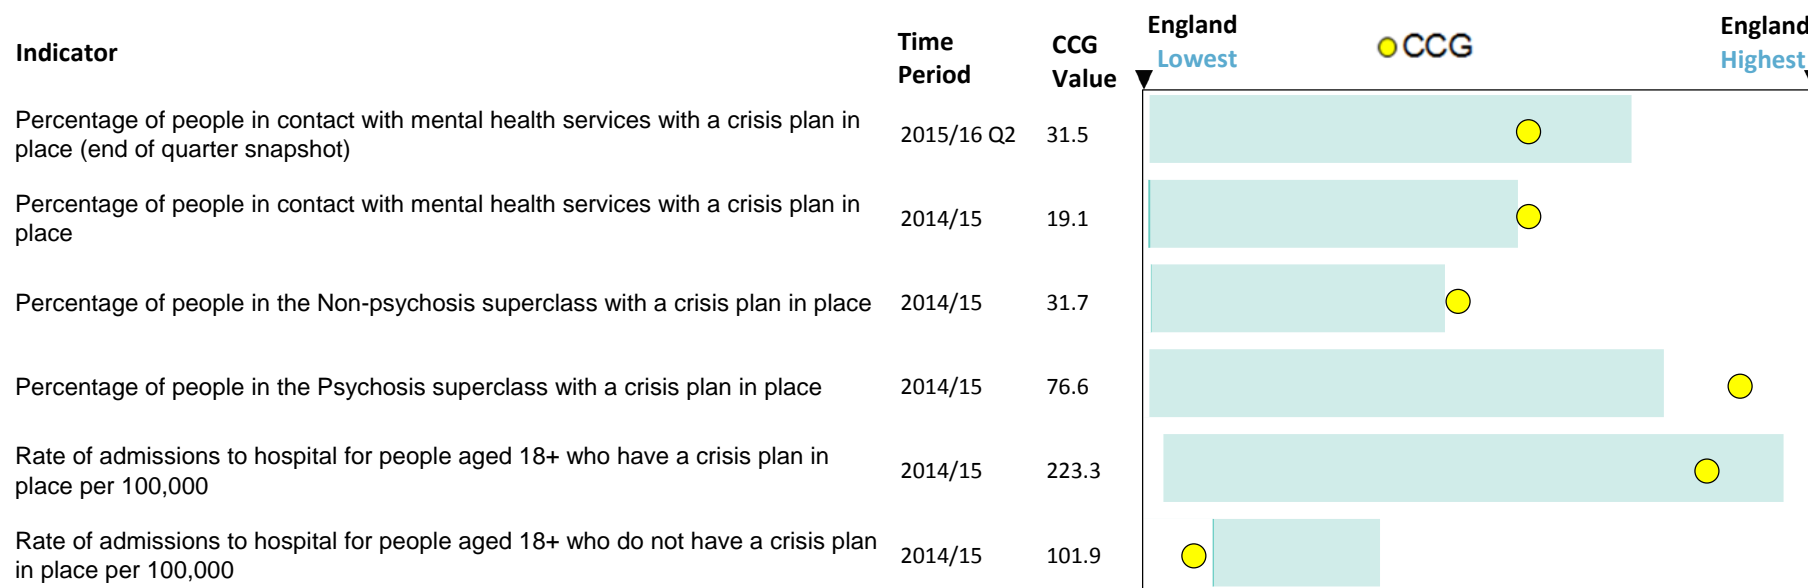 Indicator
Time
Period
CCG
Value
England
Lowest
CCG
England
Highest
Percentage of people in contact with mental health services with a crisis plan in
place (end of quarter snapshot)
2015/16 Q2
31.5
Percentage of people in contact with mental health services with a crisis plan in
place
2014/15
19.1
Percentage of people in the Non-psychosis superclass with a crisis plan in place
2014/15
31.7
Percentage of people in the Psychosis superclass with a crisis plan in place
2014/15
76.6
Rate of admissions to hospital for people aged 18+ who have a crisis plan in
place per 100,000
2014/15
223.3
Rate of admissions to hospital for people aged 18+ who do not have a crisis plan
in place per 100,000
2014/15
101.9